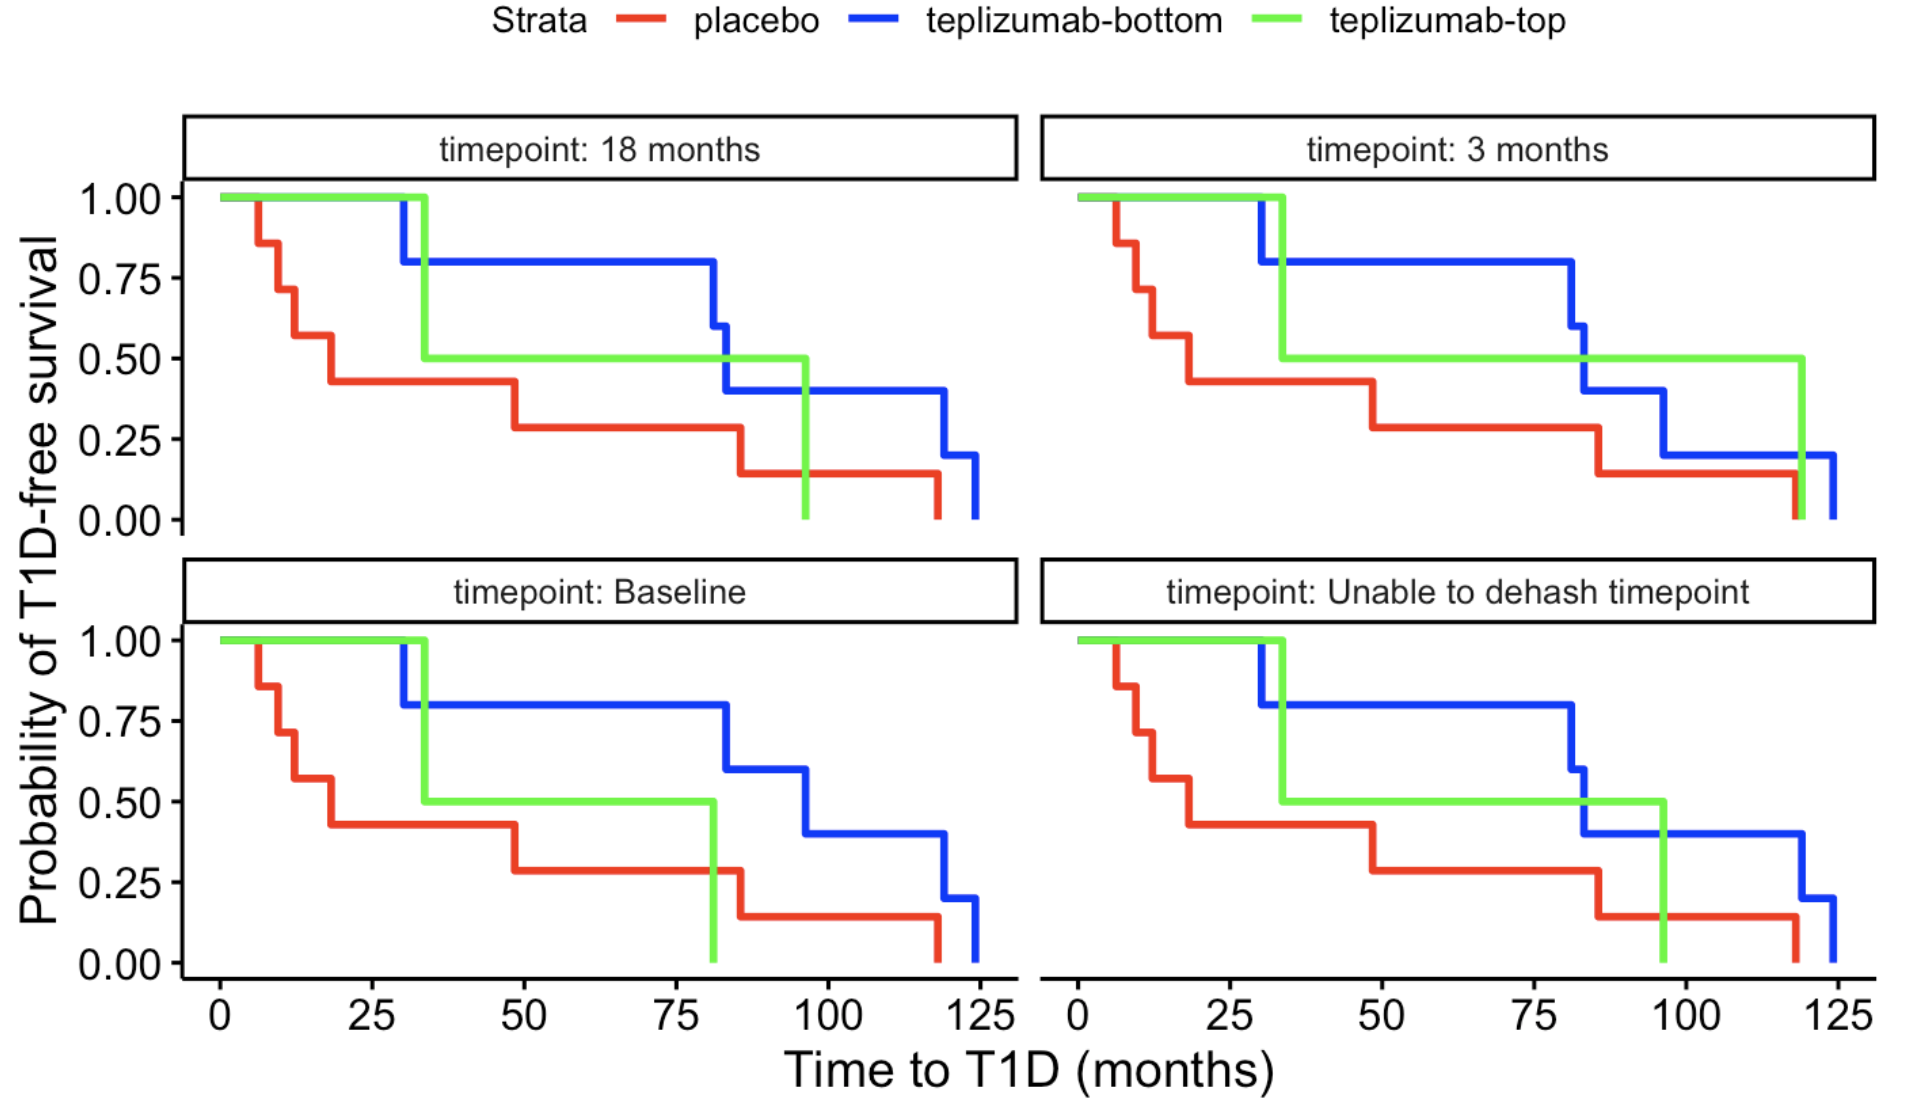 Strata placebo teplizumab-bottom teplizumab-top
timepoint: 18 months
timepoint: 3 months
1.00
0.75
0.50
0.25
0.00
timepoint: Baseline
timepoint: Unable to dehash timepoint
1.00
0.75
0.50
0.25
0.00
0 25 50 75 100 125
0 25 50 75 100 125
Probability of T1D-free survival
Time to T1D (months)